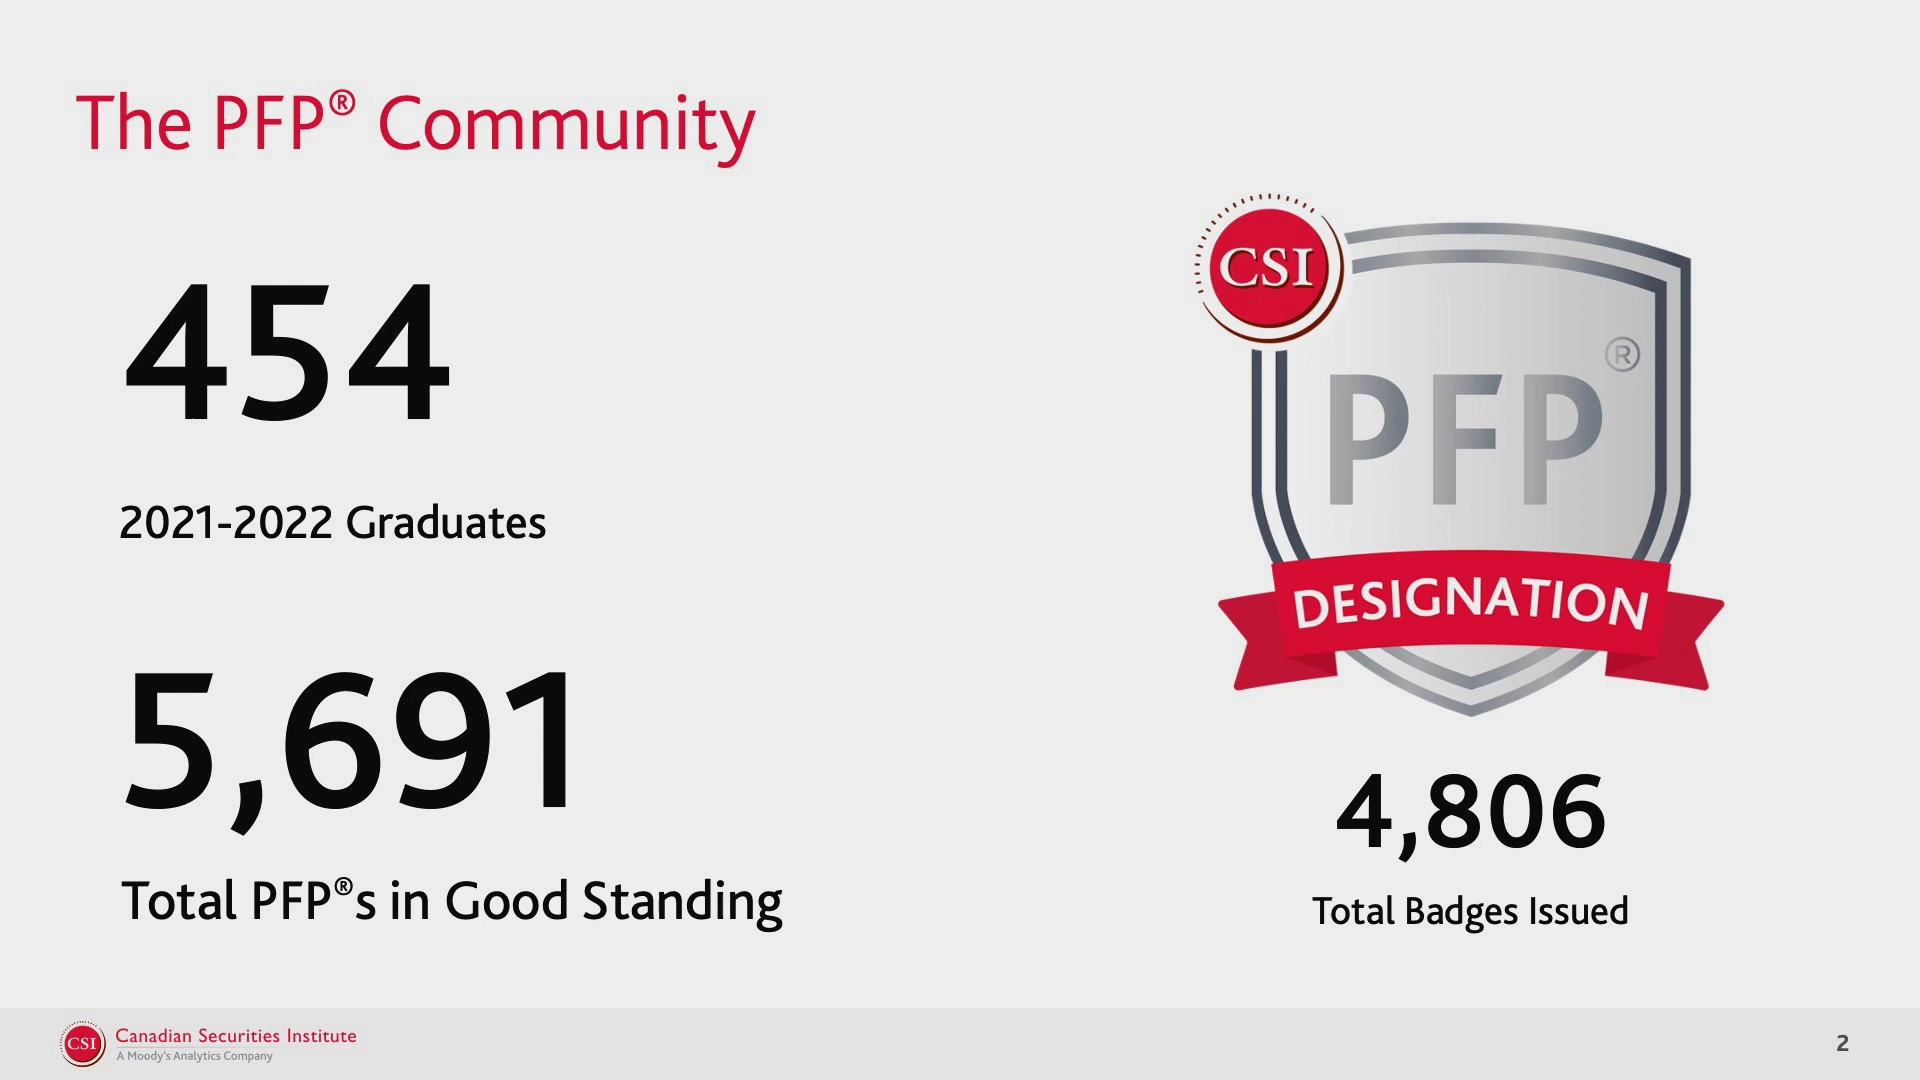 The PFP® Community
454
2021-2022 Graduates
5,691
Total PFP®s in Good Standing
CSI
PFP®
DESIGNATION
4,806
Total Badges Issued
CSI
Canadian Securities Institute
A Moody's Analytics Company
2